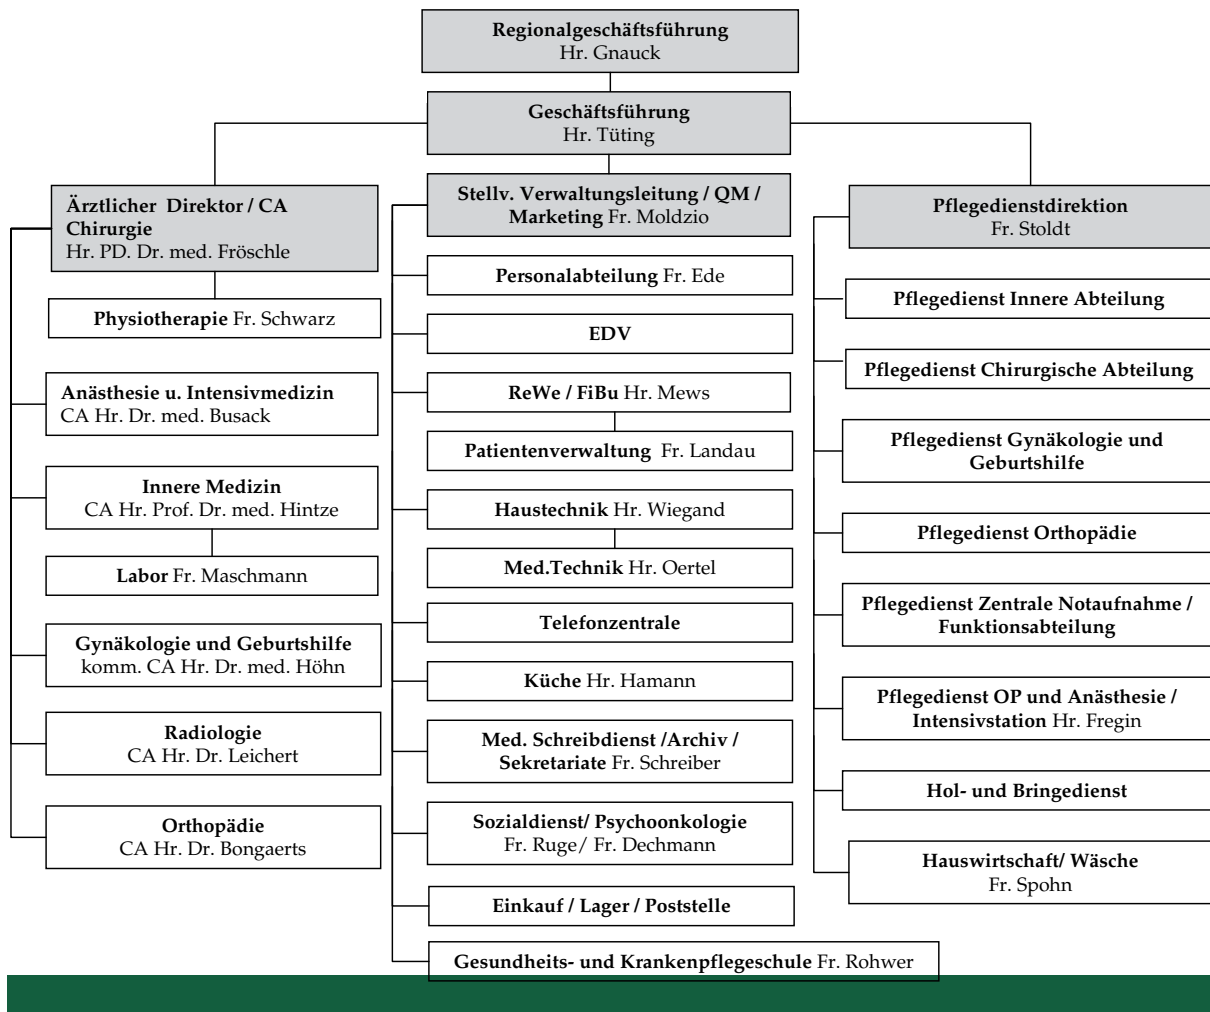 Regionalgeschäftsführung
Hr. Gnauck
Geschäftsführung
Hr. Tüting
Ärztlicher Direktor / CA
Chirurgie
Hr. PD. Dr. med. Fröschle
Physiotherapie Fr. Schwarz
Anästhesie u. Intensivmedizin
CA Hr. Dr. med. Busack
Innere Medizin
CA Hr. Prof. Dr. med. Hintze
Labor Fr. Maschmann
Gynäkologie und Geburtshilfe
komm. CA Hr. Dr. med. Höhn
Radiologie
CA Hr. Dr. Leichert
Orthopädie
CA Hr. Dr. Bongaerts
Stellv. Verwaltungsleitung / QM /
Marketing Fr. Moldzio
Personalabteilung Fr. Ede
EDV
ReWe / FiBu Hr. Mews
Patientenverwaltung Fr. Landau
Haustechnik Hr. Wiegand
Med.Technik Hr. Oertel
Telefonzentrale
Küche Hr. Hamann
Med. Schreibdienst /Archiv /
Sekretariate Fr. Schreiber
Sozialdienst/ Psychoonkologie
Fr. Ruge/ Fr. Dechmann
Einkauf / Lager / Poststelle
Gesundheits- und Krankenpflegeschule Fr. Rohwer
Pflegedienstdirektion
Fr. Stoldt
Pflegedienst Innere Abteilung
Pflegedienst Chirurgische Abteilung
Pflegedienst Gynäkologie und
Geburtshilfe
Pflegedienst Orthopädie
Pflegedienst Zentrale Notaufnahme /
Funktionsabteilung
Pflegedienst OP und Anästhesie /
Intensivstation Hr. Fregin
Hol- und Bringedienst
Hauswirtschaft/ Wäsche
Fr. Spohn